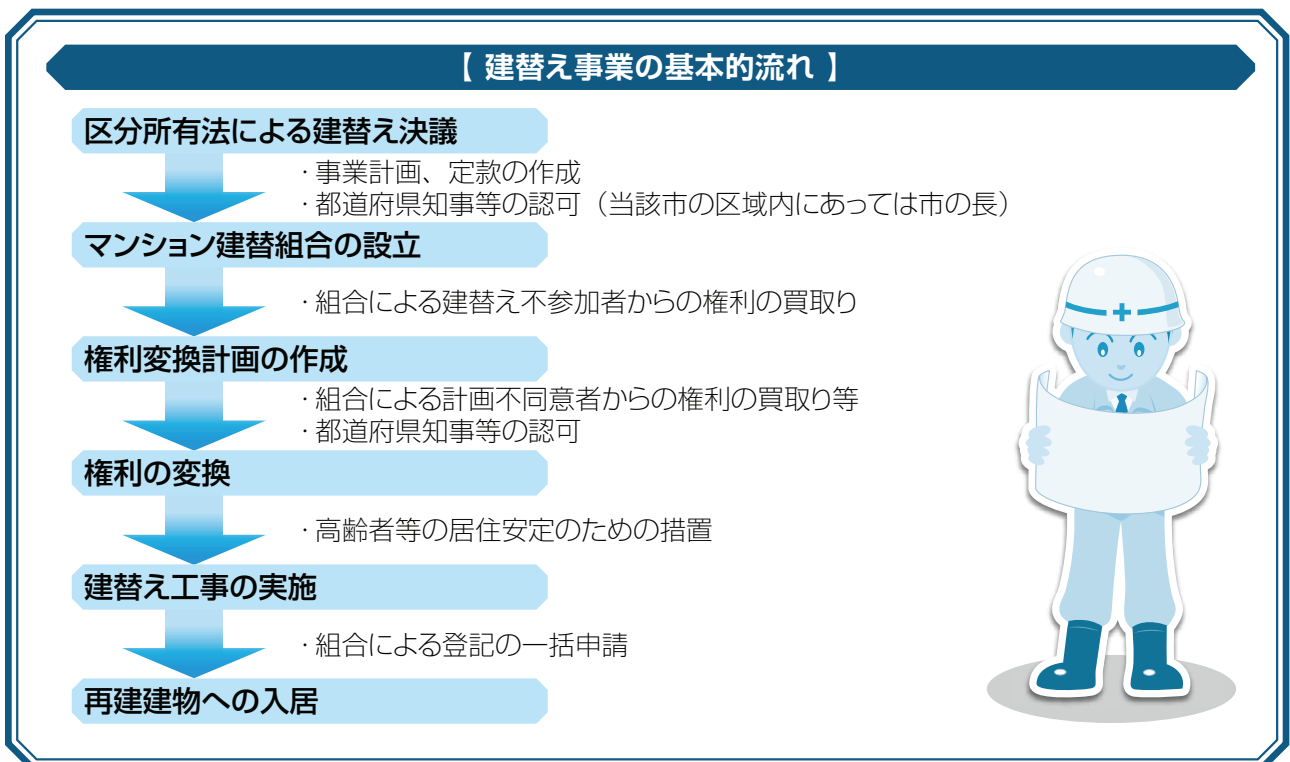 【 建替え事業の基本的流れ 】
区分所有法による建替え決議
・事業計画、定款の作成
・都道府県知事等の認可（当該市の区域内にあっては市の長）
マンション建替組合の設立
・組合による建替え不参加者からの権利の買取り
権利変換計画の作成
・組合による計画不同意者からの権利の買取り等
・都道府県知事等の認可
権利の変換
・高齢者等の居住安定のための措置
建替え工事の実施
・組合による登記の一括申請
再建建物への入居